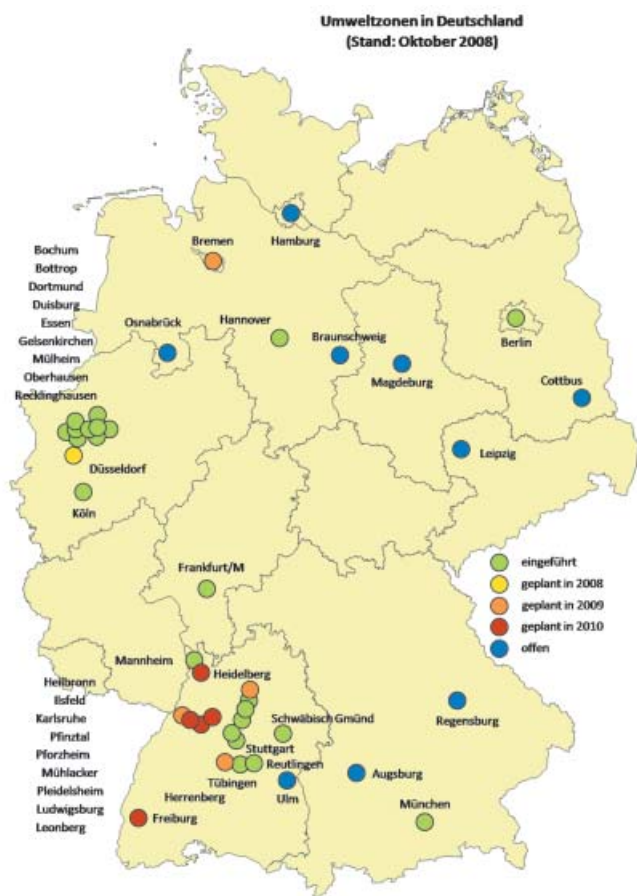 Umweltzonen in Deutschland
(Stand: Oktober 2008)
Hamburg
Bremen
Bochum
Bottrop
Dortmund
Duisburg
Essen
Gelsenkirchen
Mülheim
Oberhausen
Recklinghausen
Osnabrück
Hannover
Braunschweig
Magdeburg
Berlin
Cottbus
Leipzig
Düsseldorf
Köln
Frankfurt/M
eingeführt
geplant in 2008
geplant in 2009
geplant in 2010
offen
Mannheim
Heidelberg
Heilbronn
Ilsfeld
Karlsruhe
Pfinztal
Pforzheim
Mühlacker
Pleidelsheim
Ludwigsburg
Leonberg
Schwäbisch Gmünd
Stuttgart
Reutlingen
Tübingen
Herrenberg
Ulm
Freiburg
Regensburg
Augsburg
München